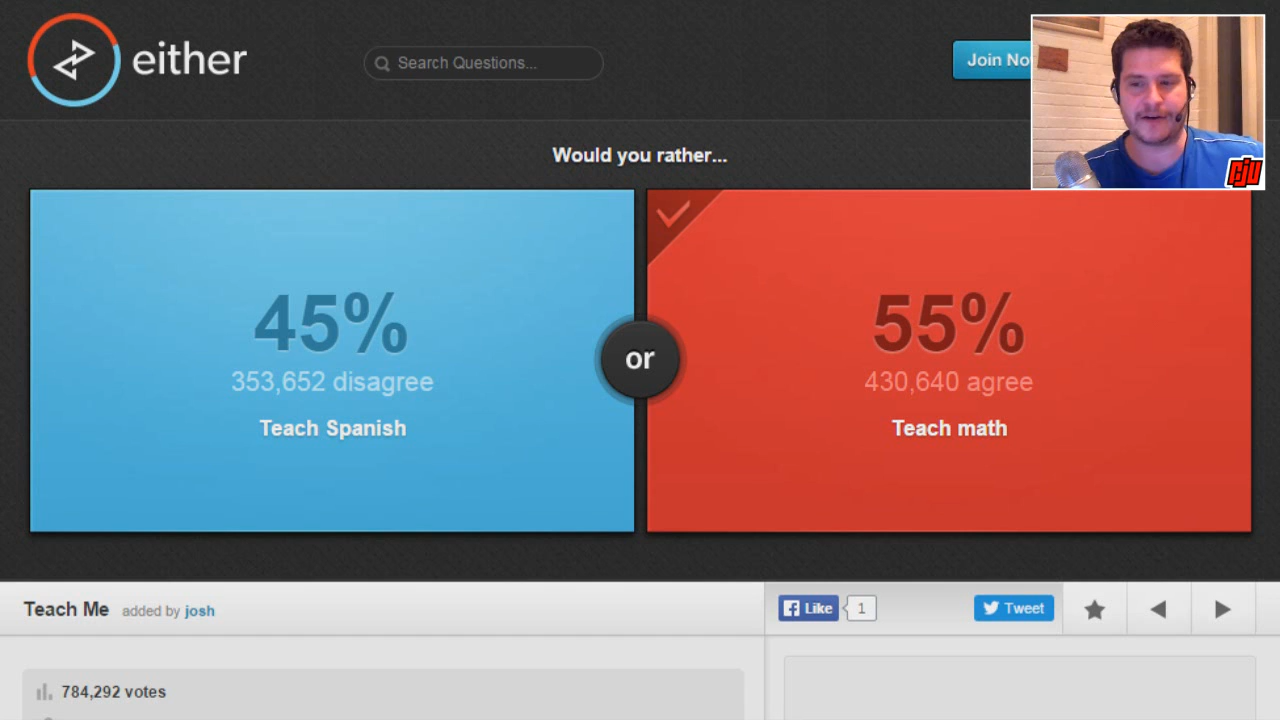 either
Search Questions...
Join No
rju
Would you rather...
45%
353,652 disagree
Teach Spanish
or
55%
430,640 agree
Teach math
Teach Me added by josh
Like 1
Tweet
784,292 votes